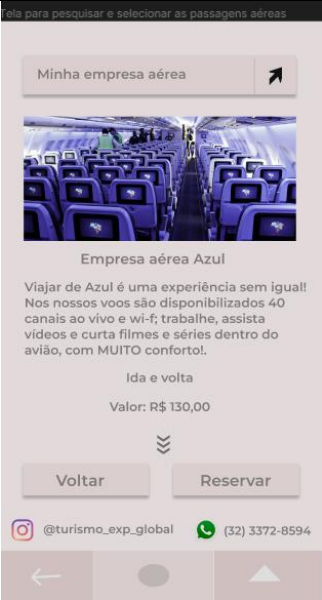 Tela para pesquisar e selecionar as passagens aéreas
Minha empresa aérea
Empresa aérea Azul
Viajar de Azul é uma experiência sem igual!
Nos nossos voos são disponibilizados 40
canais ao vivo e wi-f; trabalhe, assista
vídeos e curta filmes e séries dentro do
avião, com MUITO conforto!.
Ida e volta
Valor: R$ 130,00
Voltar
Reservar
@turismo_exp_global
(32) 3372-8594